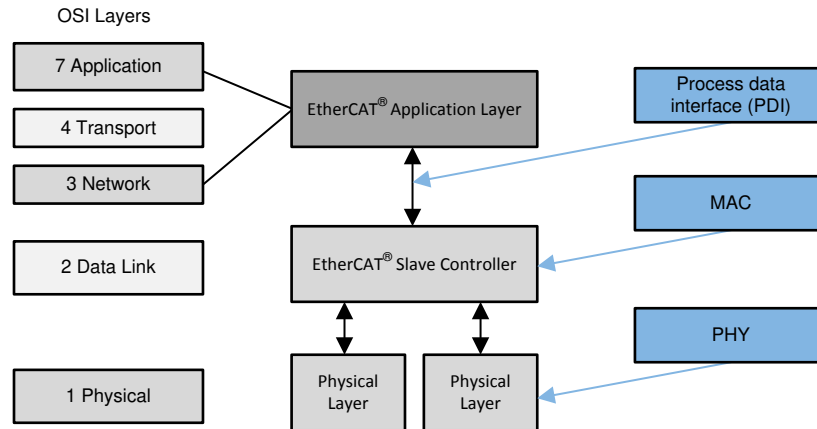 OSI Layers
7 Application
4 Transport
3 Network
2 Data Link
1 Physical
EtherCAT® Application Layer
EtherCAT® Slave Controller
Physical
Layer
Physical
Layer
Process data
interface (PDI)
MAC
PHY